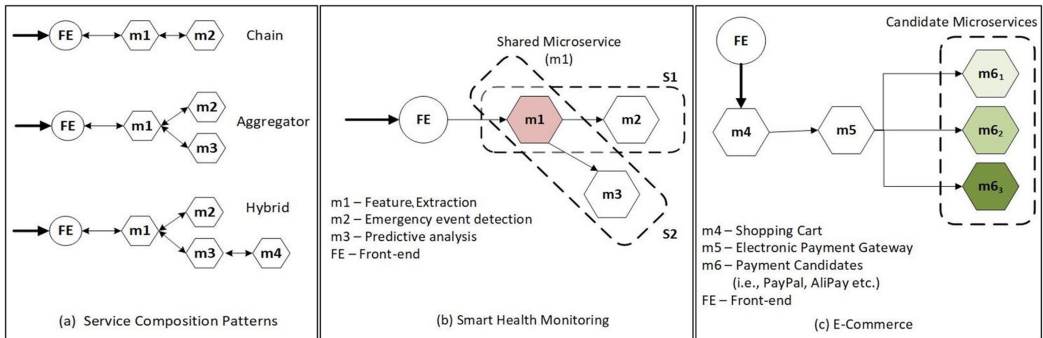 FE
m1
m2
Chain
FE
m1
m2
m3
Aggregator
FE
m1
m2
m3
m4
Hybrid
(a) Service Composition Patterns
Shared Microservice
(m1)
S1
FE
m1
m2
m3
S2
m1 – Feature Extraction
m2 – Emergency event detection
m3 – Predictive analysis
FE – Front-end
(b) Smart Health Monitoring
Candidate Microservices
FE
m4
m5
m6₁
m6₂
m6₃
m4 – Shopping Cart
m5 – Electronic Payment Gateway
m6 – Payment Candidates
(i.e., PayPal, AliPay etc.)
FE – Front-end
(c) E-Commerce